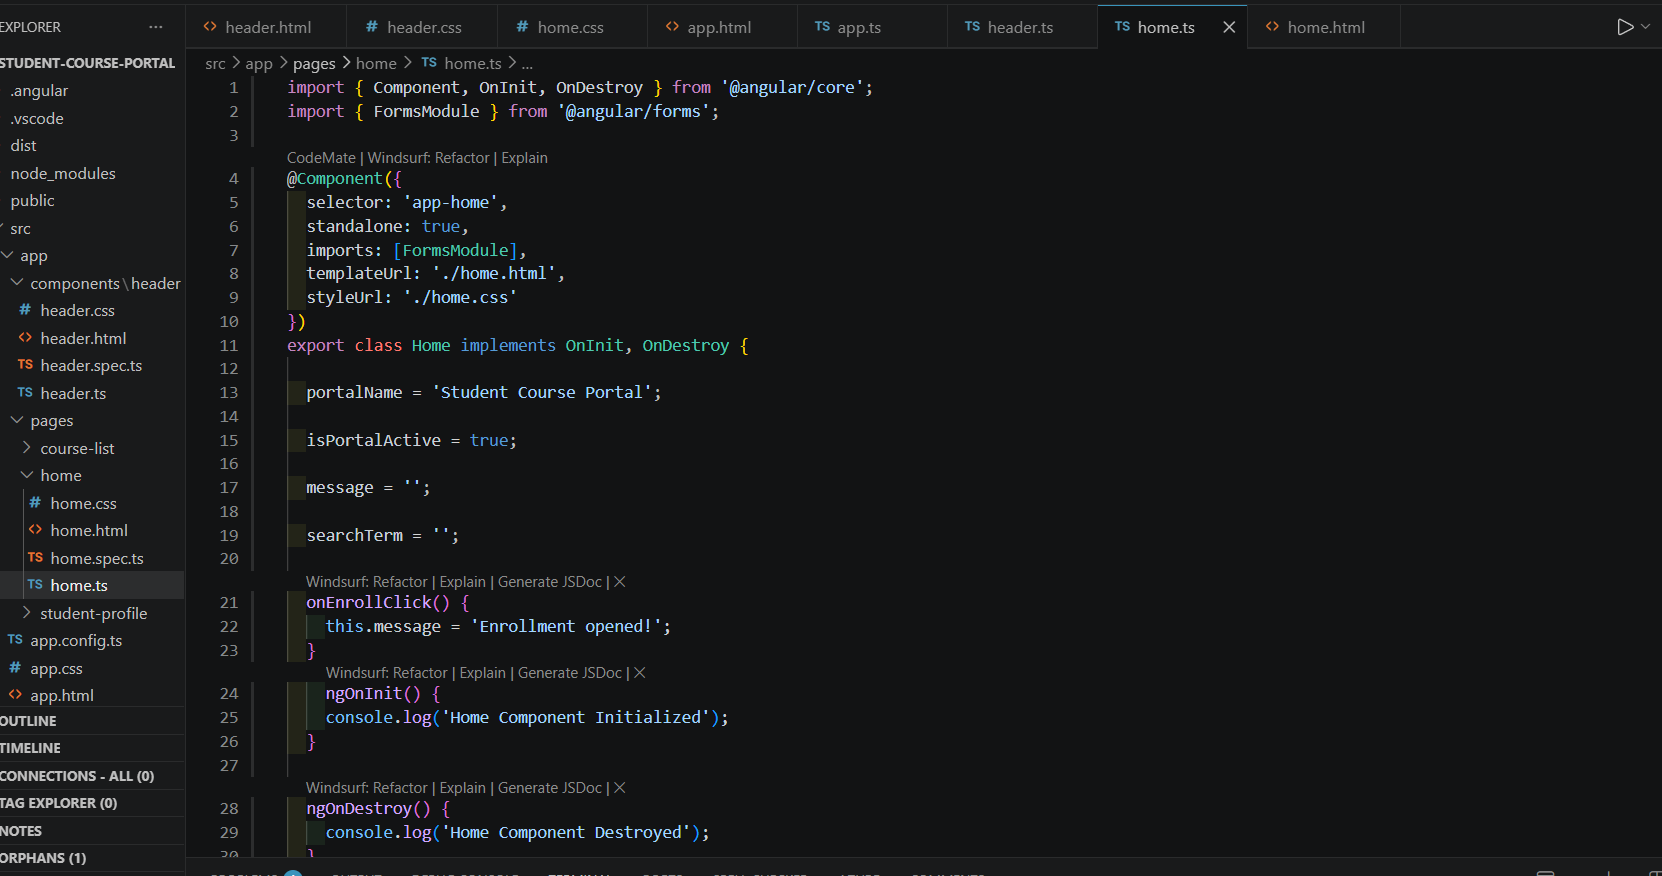 EXPLORER ···
STUDENT-COURSE-PORTAL
.angular
.vscode
dist
node_modules
public
src
app
components\header
# header.css
<> header.html
TS header.spec.ts
TS header.ts
pages
course-list
home
# home.css
<> home.html
TS home.spec.ts
TS home.ts
student-profile
TS app.config.ts
# app.css
<> app.html
OUTLINE
TIMELINE
CONNECTIONS - ALL (0)
TAG EXPLORER (0)
NOTES
ORPHANS (1)
<> header.html # header.css # home.css <> app.html TS app.ts TS header.ts TS home.ts <> home.html
src > app > pages > home > TS home.ts > ...
1 import { Component, OnInit, OnDestroy } from '@angular/core';
2 import { FormsModule } from '@angular/forms';
3
CodeMate | Windsurf: Refactor | Explain
4 @Component({
5 selector: 'app-home',
6 standalone: true,
7 imports: [FormsModule],
8 templateUrl: './home.html',
9 styleUrl: './home.css'
10 })
11 export class Home implements OnInit, OnDestroy {
12
13 portalName = 'Student Course Portal';
14
15 isPortalActive = true;
16
17 message = '';
18
19 searchTerm = '';
20
Windsurf: Refactor | Explain | Generate JSDoc | ×
21 onEnrollClick() {
22 this.message = 'Enrollment opened!';
23 }
Windsurf: Refactor | Explain | Generate JSDoc | ×
24 ngOnInit() {
25 console.log('Home Component Initialized');
26 }
27
Windsurf: Refactor | Explain | Generate JSDoc | ×
28 ngOnDestroy() {
29 console.log('Home Component Destroyed');
30 }